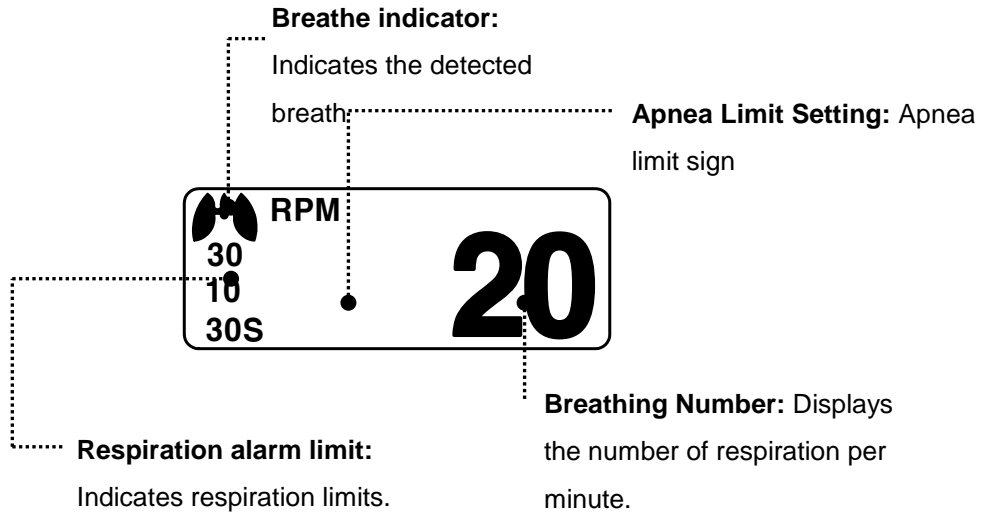 Breathe indicator:
Indicates the detected
breath
Apnea Limit Setting: Apnea
limit sign
RPM
30
10
30S
20
Breathing Number: Displays
the number of respiration per
minute.
Respiration alarm limit:
Indicates respiration limits.